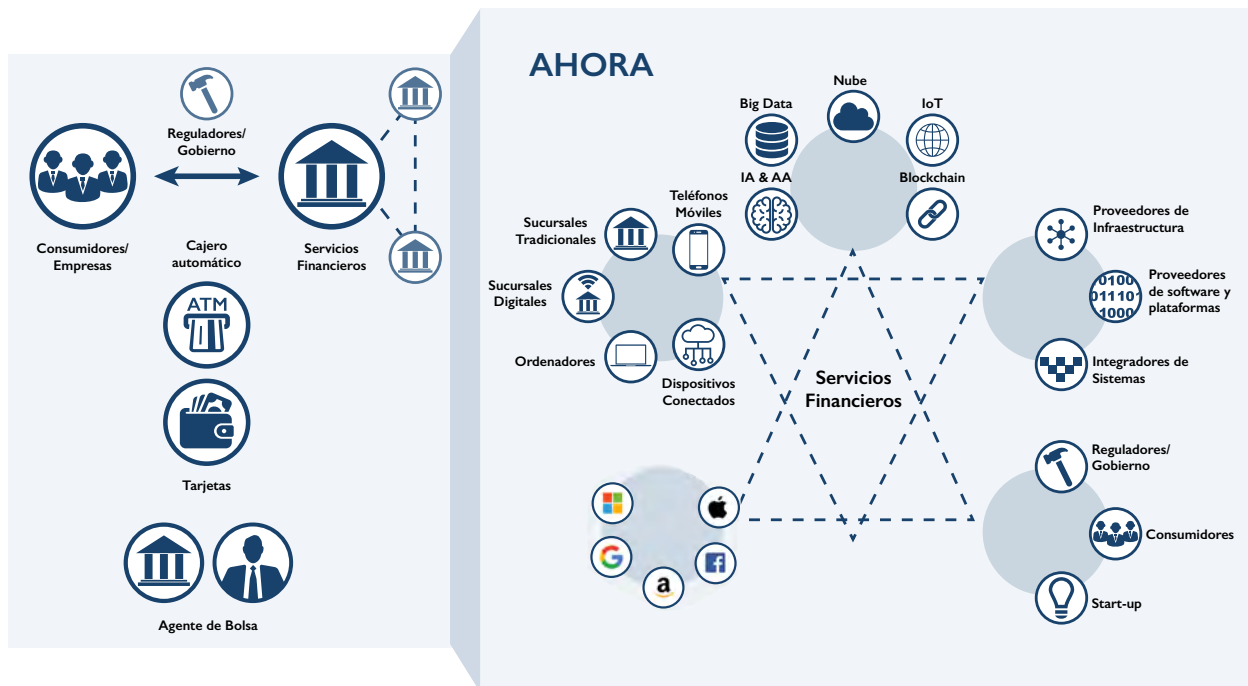 Reguladores/
Gobierno
Consumidores/
Empresas
Cajero
automático
Servicios
Financieros
ATM
Tarjetas
Agente de Bolsa
AHORA
Nube
Big Data
IoT
IA & AA
Blockchain
Teléfonos
Móviles
Sucursales
Tradicionales
Sucursales
Digitales
Ordenadores
Dispositivos
Conectados
Servicios
Financieros
Proveedores de
Infraestructura
0100
011101
1000
Proveedores
de software y
plataformas
Integradores de
Sistemas
Reguladores/
Gobierno
Consumidores
Start-up
G
f
a